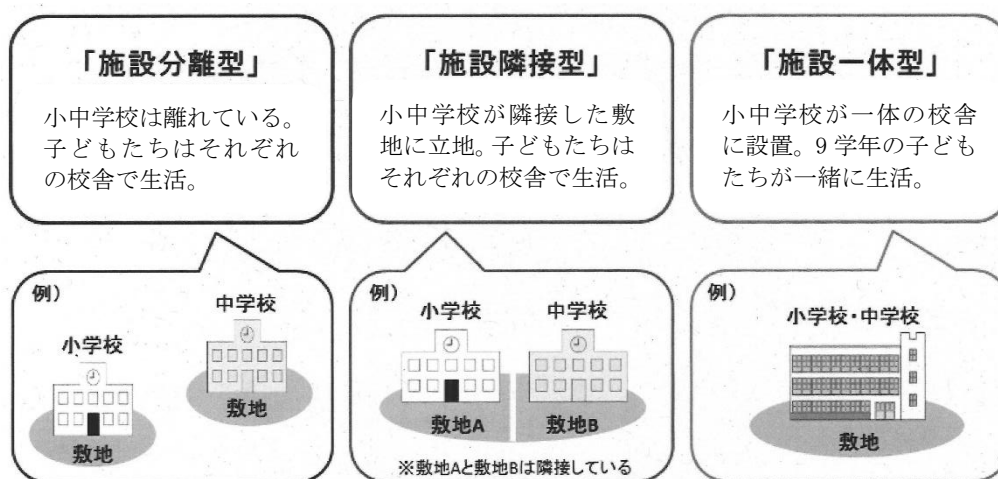 「施設分離型」
小中学校は離れている。
子どもたちはそれぞれ
の校舎で生活。
「施設隣接型」
小中学校が隣接した敷
地に立地。子どもたちは
それぞれの校舎で生活。
「施設一体型」
小中学校が一体の校舎
に設置。9 学年の子ども
たちが一緒に生活。
例）
中学校
小学校
敷地
敷地
例）
小学校
中学校
敷地A
敷地B
※敷地Aと敷地Bは隣接している
例）
小学校・中学校
敷地